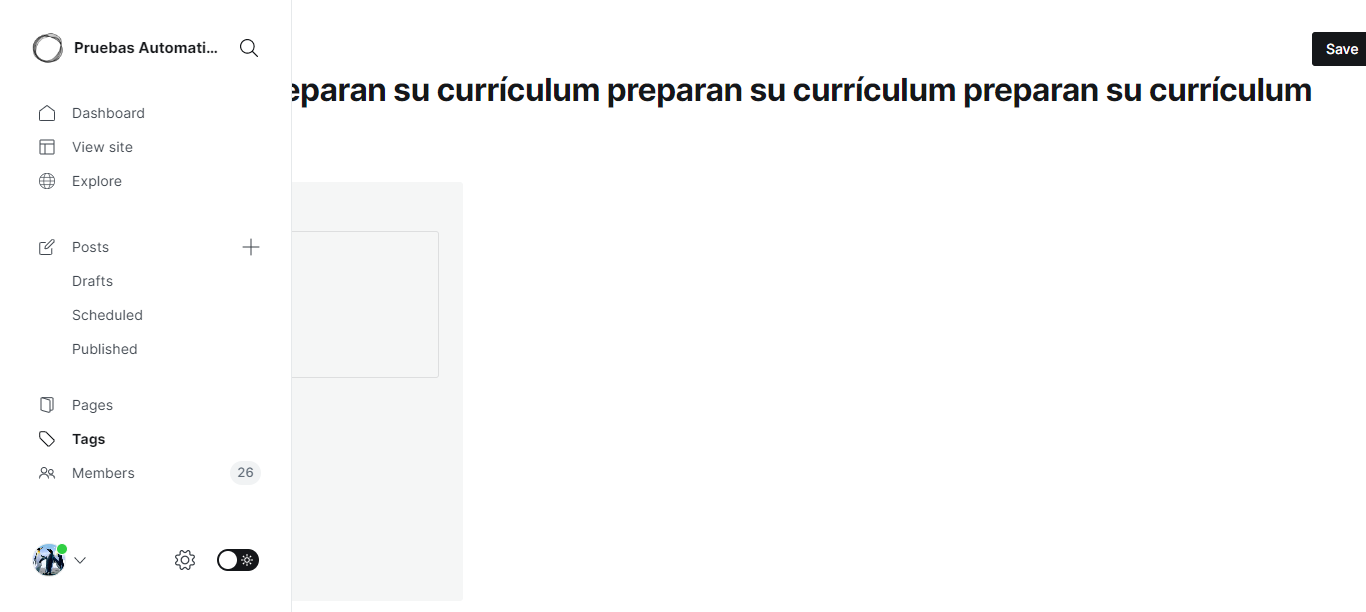 Pruebas Automati...
Save
eparan su currículum preparan su currículum preparan su currículum
Dashboard
View site
Explore
Posts
Drafts
Scheduled
Published
Pages
Tags
Members
26